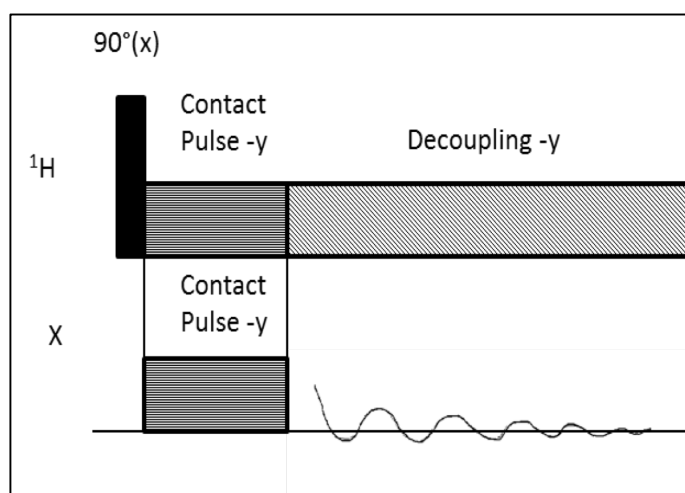 90°(x)
Contact
Pulse -y
Decoupling -y
¹H
Contact
Pulse -y
X